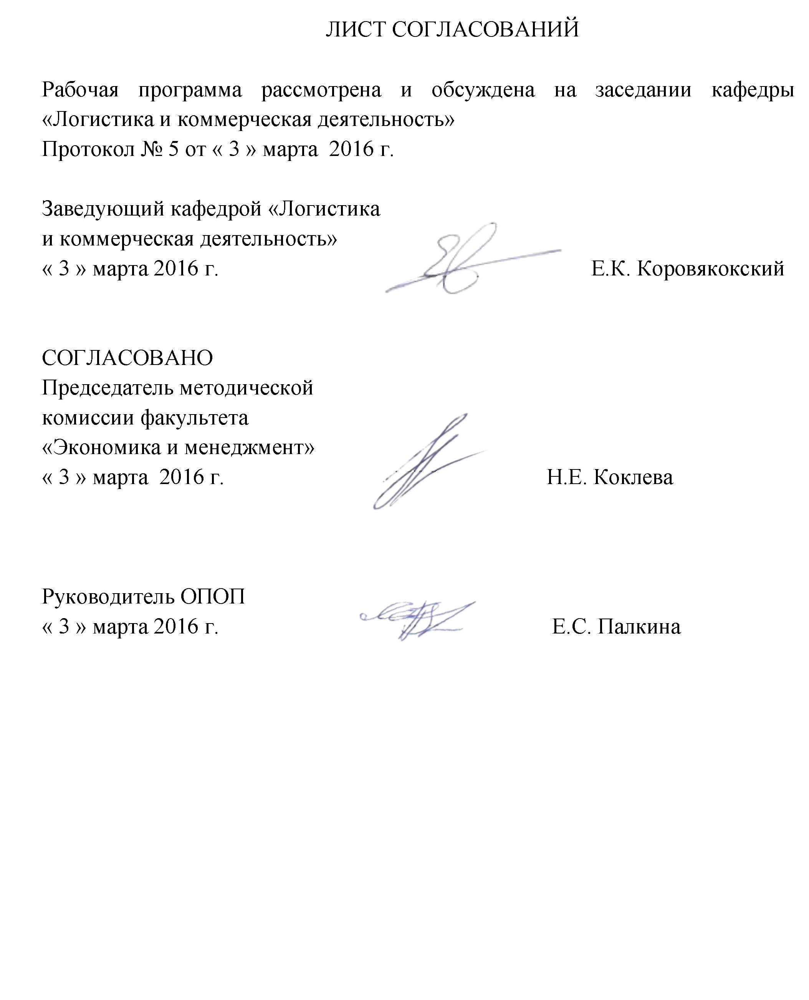 ЛИСТ СОГЛАСОВАНИЙ
Рабочая программа рассмотрена и обсуждена на заседании кафедры
«Логистика и коммерческая деятельность»
Протокол № 5 от « 3 » марта 2016 г.
Заведующий кафедрой «Логистика
и коммерческая деятельность»
« 3 » марта 2016 г. Е.К. Коровякокский
СОГЛАСОВАНО
Председатель методической
комиссии факультета
«Экономика и менеджмент»
« 3 » марта 2016 г. Н.Е. Коклева
Руководитель ОПОП
« 3 » марта 2016 г. Е.С. Палкина